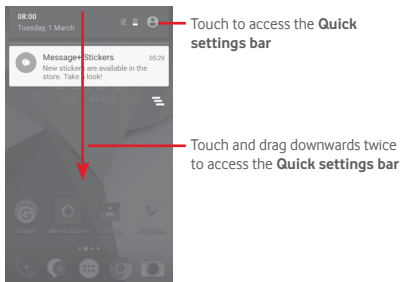 08:00
Tuesday, 1 March
Touch to access the Quick
settings bar
Message+ Stickers 05:29
New stickers are available in the
store. Take a look!
Touch and drag downwards twice
to access the Quick settings bar
Google